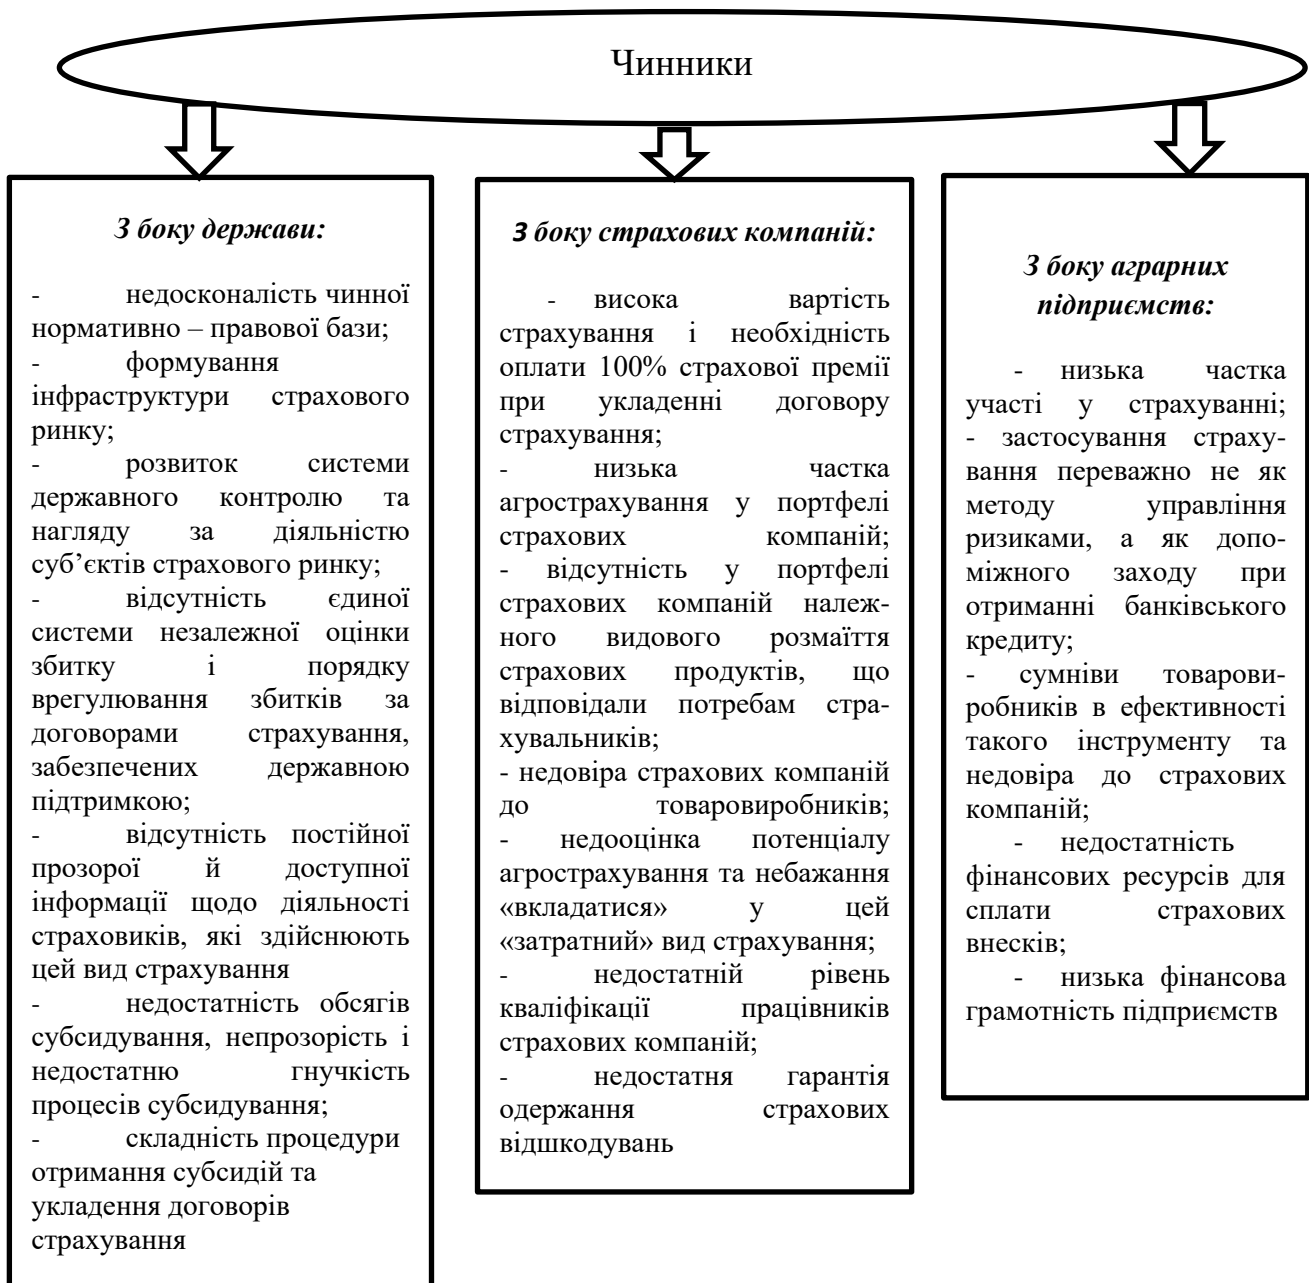 Чинники
З боку держави:
- недосконалість чинної
нормативно – правової бази;
- формування
інфраструктури страхового
ринку;
- розвиток системи
державного контролю та
нагляду за діяльністю
суб’єктів страхового ринку;
- відсутність єдиної
системи незалежної оцінки
збитку і порядку
врегулювання збитків за
договорами страхування,
забезпечених державною
підтримкою;
- відсутність постійної
прозорої й доступної
інформації щодо діяльності
страховиків, які здійснюють
цей вид страхування
- недостатність обсягів
субсидування, непрозорість і
недостатню гнучкість
процесів субсидування;
- складність процедури
отримання субсидій та
укладення договорів
страхування
З боку страхових компаній:
- висока вартість
страхування і необхідність
оплати 100% страхової премії
при укладенні договору
страхування;
- низька частка
агрострахування у портфелі
страхових компаній;
- відсутність у портфелі
страхових компаній належ-
ного видового розмаїття
страхових продуктів, що
відповідали потребам стра-
хувальників;
- недовіра страхових компаній
до товаровиробників;
- недооцінка потенціалу
агрострахування та небажання
«вкладатися» у цей
«затратний» вид страхування;
- недостатній рівень
кваліфікації працівників
страхових компаній;
- недостатня гарантія
одержання страхових
відшкодувань
З боку аграрних
підприємств:
- низька частка
участі у страхуванні;
- застосування страху-
вання переважно не як
методу управління
ризиками, а як допо-
міжного заходу при
отриманні банківського
кредиту;
- сумніви товарови-
робників в ефективності
такого інструменту та
недовіра до страхових
компаній;
- недостатність
фінансових ресурсів для
сплати страхових
внесків;
- низька фінансова
грамотність підприємств